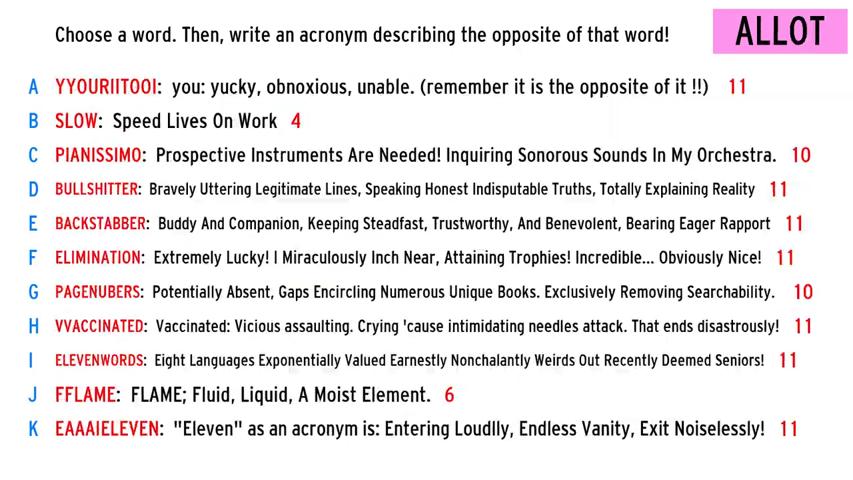 Choose a word. Then, write an acronym describing the opposite of that word!
ALLOT
A YYOURIITOOI: you: yucky, obnoxious, unable. (remember it is the opposite of it !!) 11
B SLOW: Speed Lives On Work 4
C PIANISSIMO: Prospective Instruments Are Needed! Inquiring Sonorous Sounds In My Orchestra. 10
D BULLSHITTER: Bravely Uttering Legitimate Lines, Speaking Honest Indisputable Truths, Totally Explaining Reality 11
E BACKSTABBER: Buddy And Companion, Keeping Steadfast, Trustworthy, And Benevolent, Bearing Eager Rapport 11
F ELIMINATION: Extremely Lucky! I Miraculously Inch Near, Attaining Trophies! Incredible... Obviously Nice! 11
G PAGENUBERS: Potentially Absent, Gaps Encircling Numerous Unique Books. Exclusively Removing Searchability. 10
H VVACCINATED: Vaccinated: Vicious assaulting. Crying 'cause intimidating needles attack. That ends disastrously! 11
I ELEVENWORDS: Eight Languages Exponentially Valued Earnestly Nonchalantly Weirds Out Recently Deemed Seniors! 11
J FFLAME: FLAME; Fluid, Liquid, A Moist Element. 6
K EAAAIELEVEN: "Eleven" as an acronym is: Entering Loudlly, Endless Vanity, Exit Noiselessly! 11